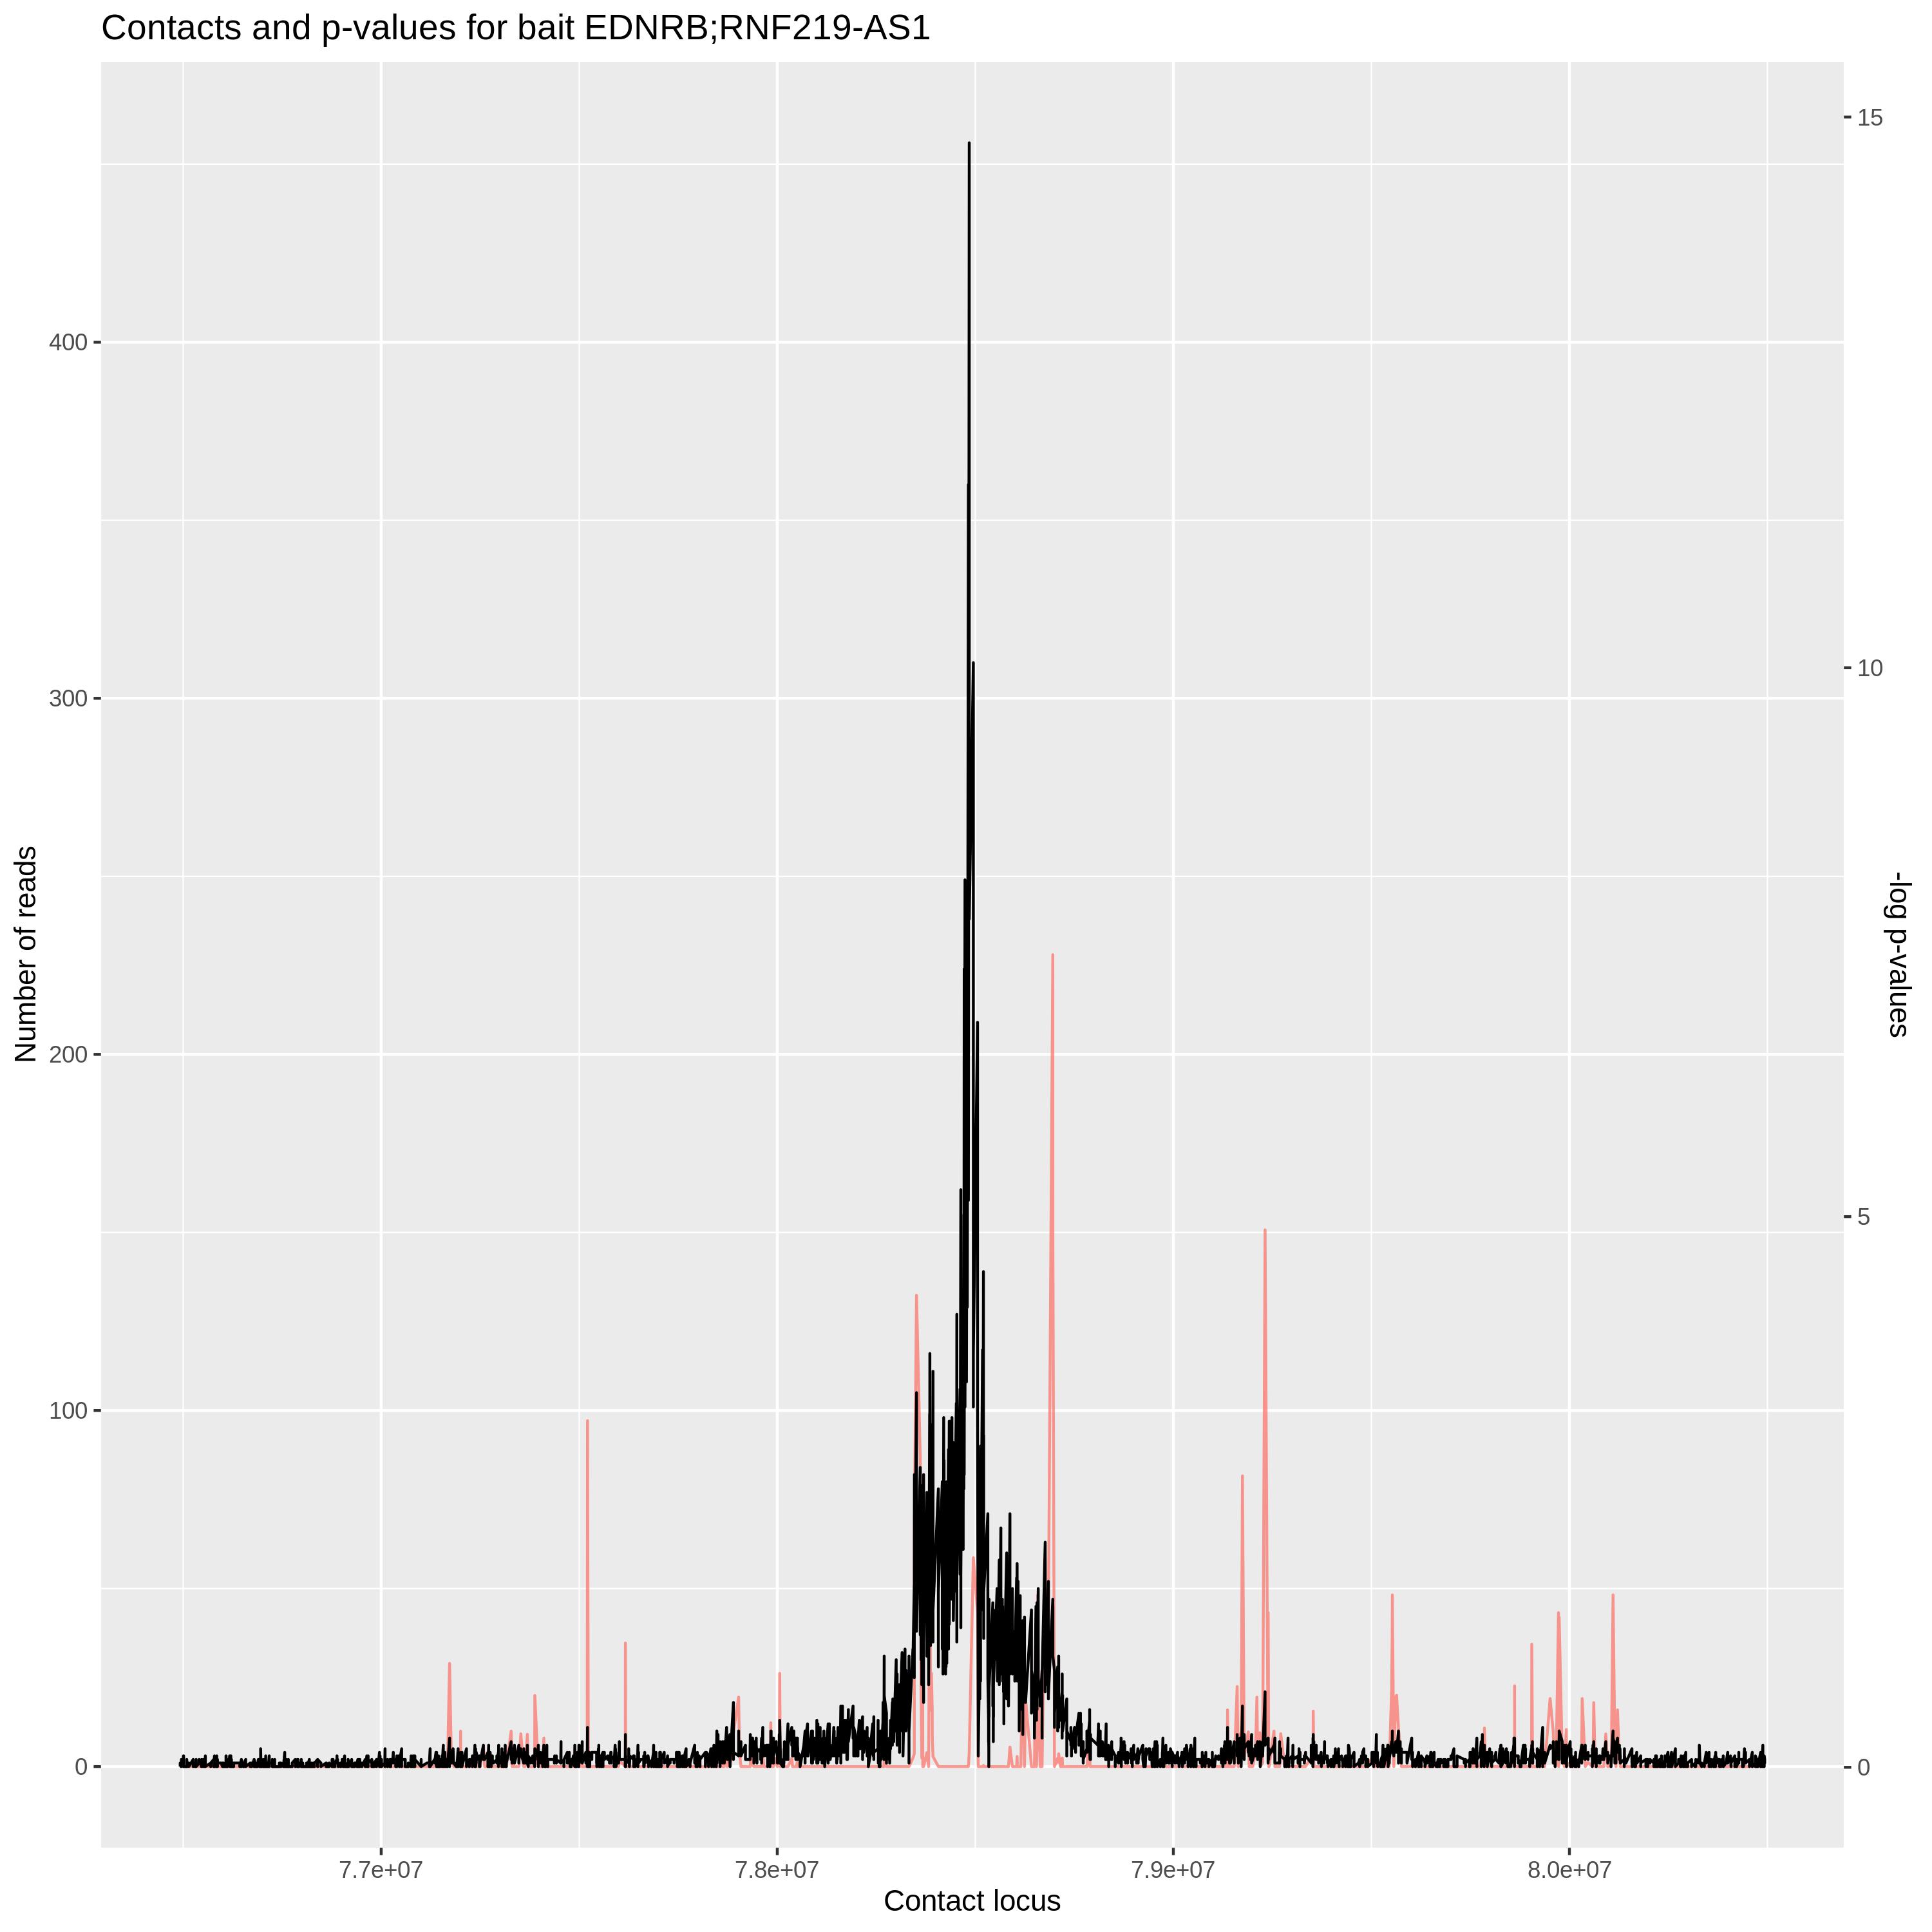 Contacts and p-values for bait EDNRB;RNF219-AS1
15
400
300
10
Number of reads
-log p-values
200
5
100
0
0
7.7e+07
7.8e+07
7.9e+07
8.0e+07
Contact locus